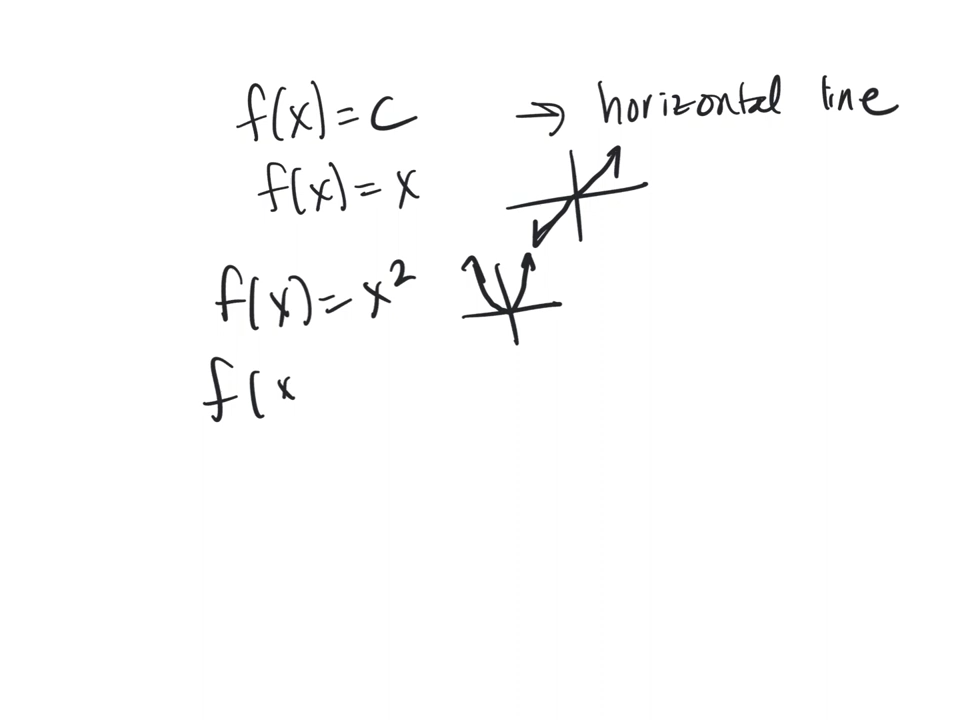 f(x) = c → horizontal line
f(x) = x
f(x) = x²
f(x